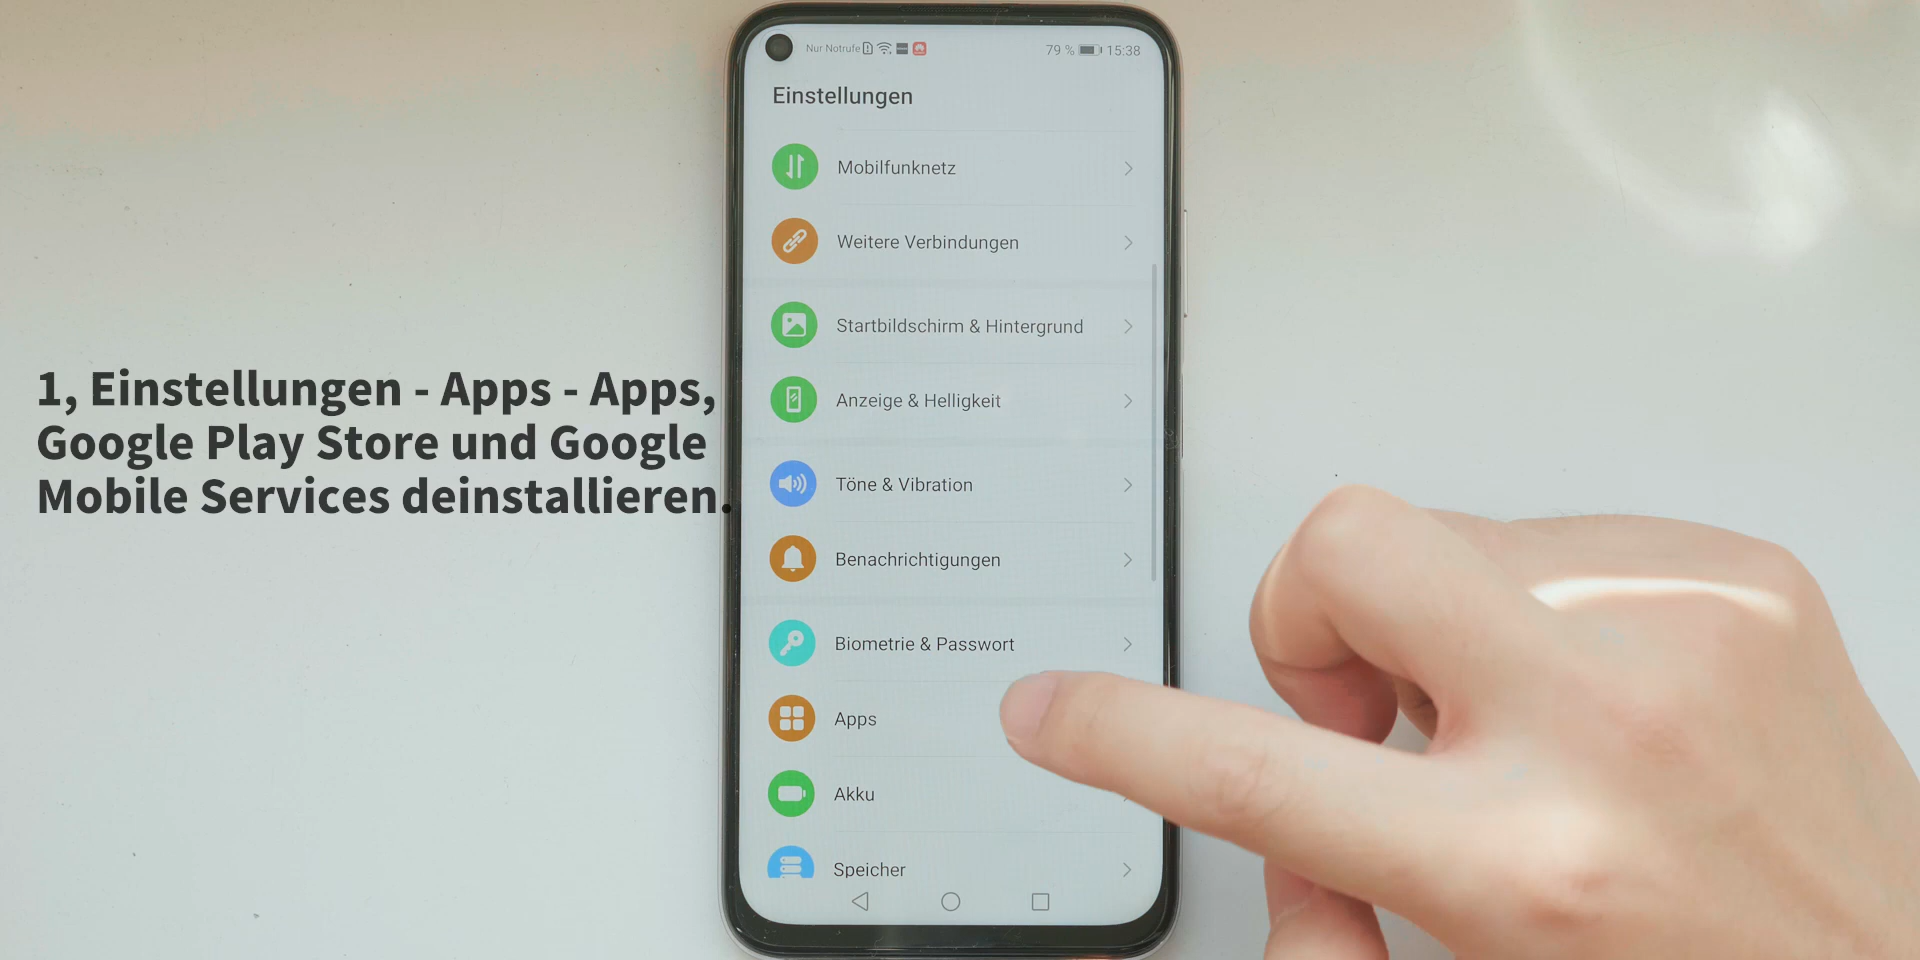 Nur Notrufe
79 % 15:38
Einstellungen
Mobilfunknetz
Weitere Verbindungen
Startbildschirm & Hintergrund
Anzeige & Helligkeit
Töne & Vibration
Benachrichtigungen
Biometrie & Passwort
Apps
Akku
Speicher
1, Einstellungen - Apps - Apps,
Google Play Store und Google
Mobile Services deinstallieren.